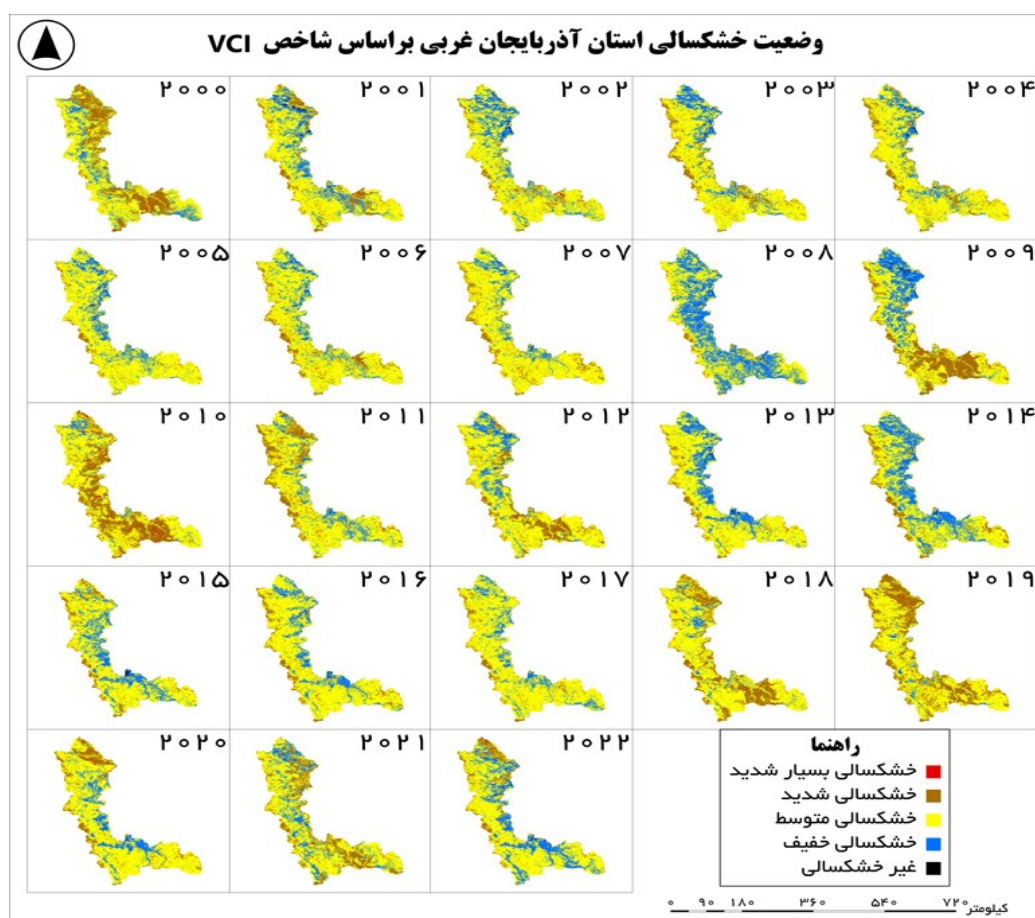 وضعیت خشکسالی استان آذربایجان غربی براساس شاخص VCI
۲۰۰۰ ۲۰۰۱ ۲۰۰۲ ۲۰۰۳ ۲۰۰۴
۲۰۰۵ ۲۰۰۶ ۲۰۰۷ ۲۰۰۸ ۲۰۰۹
۲۰۱۰ ۲۰۱۱ ۲۰۱۲ ۲۰۱۳ ۲۰۱۴
۲۰۱۵ ۲۰۱۶ ۲۰۱۷ ۲۰۱۸ ۲۰۱۹
۲۰۲۰ ۲۰۲۱ ۲۰۲۲
راهنما
خشکسالی بسیار شدید
خشکسالی شدید
خشکسالی متوسط
خشکسالی خفیف
غیر خشکسالی
۰ ۹۰ ۱۸۰ ۳۶۰ ۵۴۰ ۷۲۰ کیلومتر